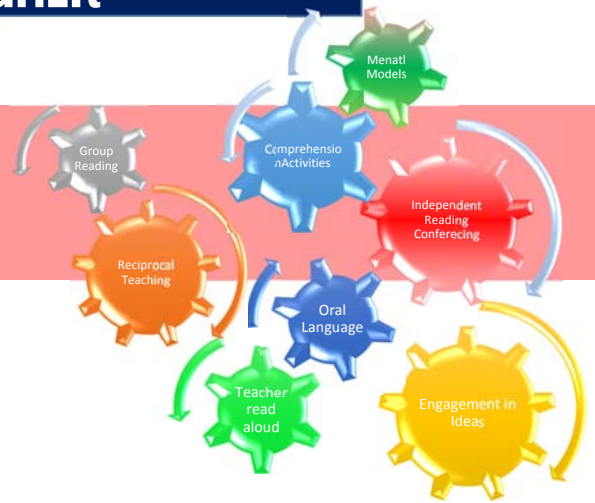 Menatl
Models
Group
Reading
Comprehensio
nActivities
Independent
Reading
Conferecing
Reciprocal
Teaching
Oral
Language
Teacher
read
aloud
Engagement in
Ideas